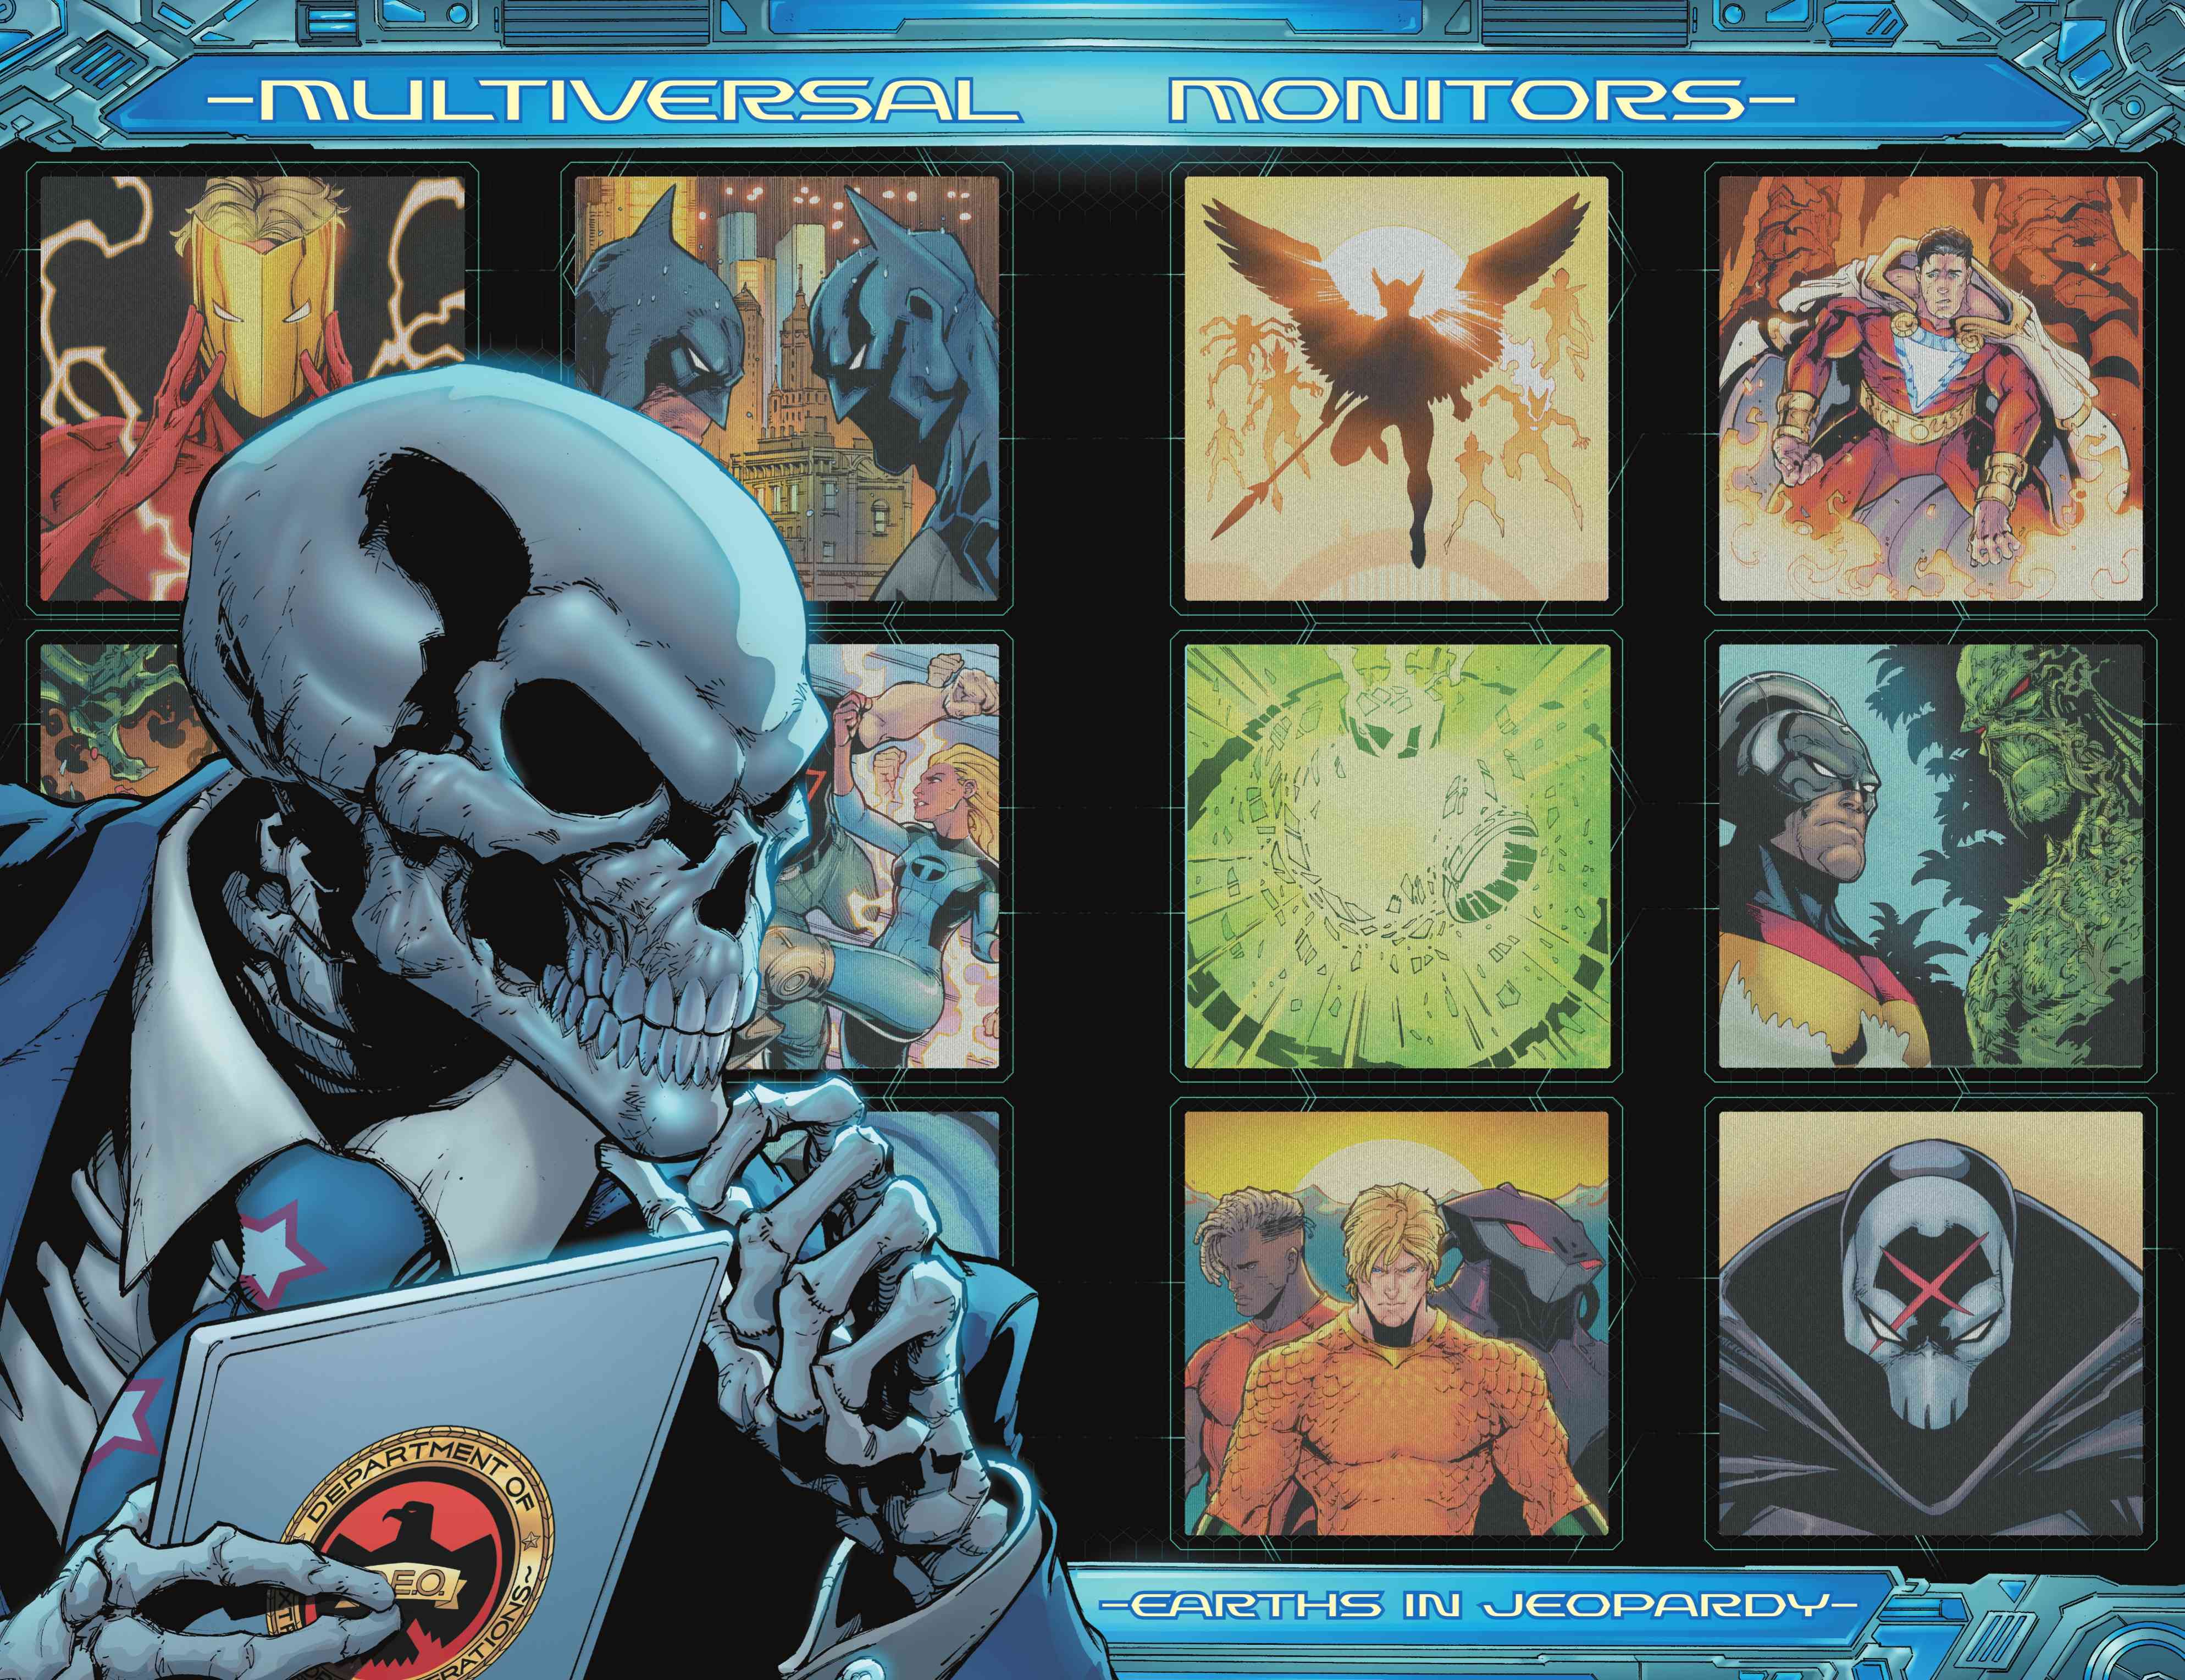 -MULTIVERSAL MONITORS-
DEPARTMENT OF
E.O.
-EARTHS IN JEOPARDY-